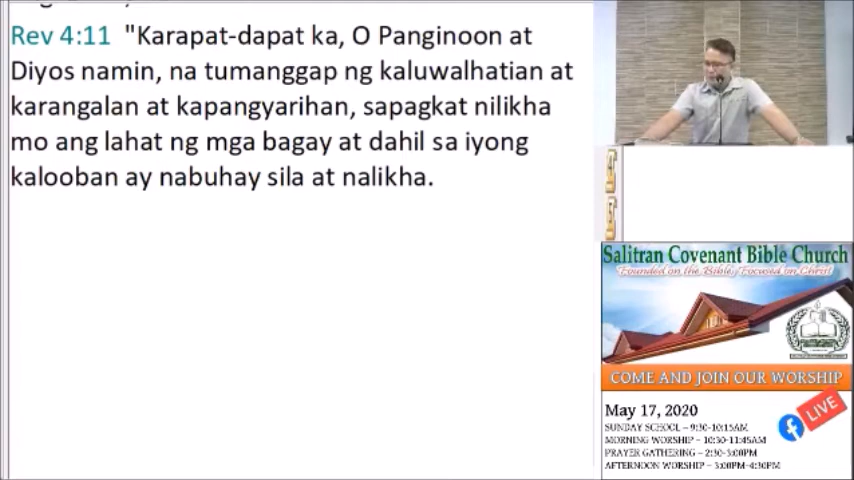 Rev 4:11 "Karapat-dapat ka, O Panginoon at
Diyos namin, na tumanggap ng kaluwalhatian at
karangalan at kapangyarihan, sapagkat nilikha
mo ang lahat ng mga bagay at dahil sa iyong
kalooban ay nabuhay sila at nalikha.
Salitran Covenant Bible Church
Founded on the Bible, Focused on Christ
COME AND JOIN OUR WORSHIP
May 17, 2020
LIVE
SUNDAY SCHOOL – 9:30-10:15AM
MORNING WORSHIP – 10:30-11:45AM
PRAYER GATHERING – 2:30-3:00PM
AFTERNOON WORSHIP – 3:00PM-4:30PM